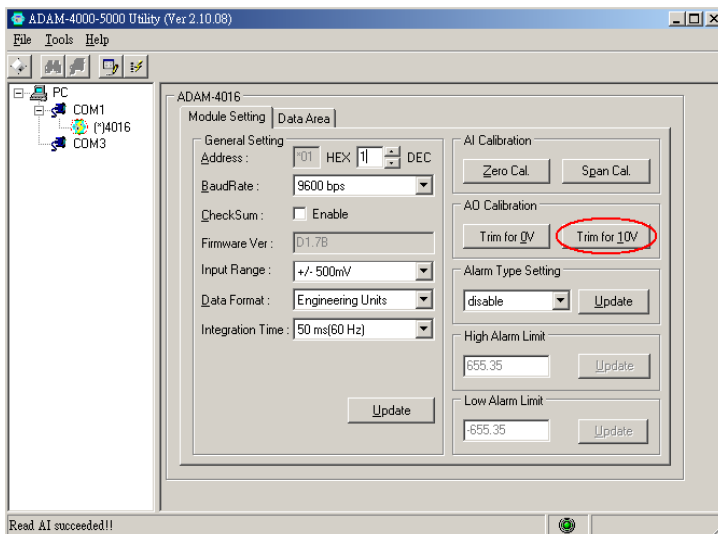 ADAM-4000-5000 Utility (Ver 2.10.08)
File Tools Help
PC
COM1
(*)4016
COM3
ADAM-4016
Module Setting Data Area
General Setting
Address : *01 HEX 1 DEC
BaudRate : 9600 bps
CheckSum : Enable
Firmware Ver : D1.7B
Input Range : +/- 500mV
Data Format : Engineering Units
Integration Time : 50 ms(60 Hz)
Update
AI Calibration
Zero Cal. Span Cal.
AO Calibration
Trim for 0V Trim for 10V
Alarm Type Setting
disable Update
High Alarm Limit
655.35 Update
Low Alarm Limit
-655.35 Update
Read AI succeeded!!